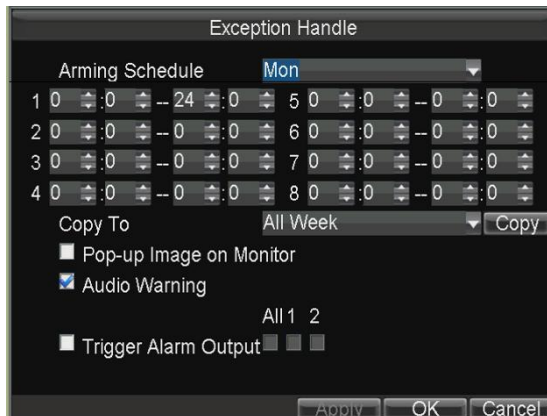 Exception Handle
Arming Schedule Mon
1 0 :0 -- 24 :0 5 0 :0 -- 0 :0
2 0 :0 -- 0 :0 6 0 :0 -- 0 :0
3 0 :0 -- 0 :0 7 0 :0 -- 0 :0
4 0 :0 -- 0 :0 8 0 :0 -- 0 :0
Copy To All Week Copy
Pop-up Image on Monitor
Audio Warning
All 1 2
Trigger Alarm Output
Apply OK Cancel